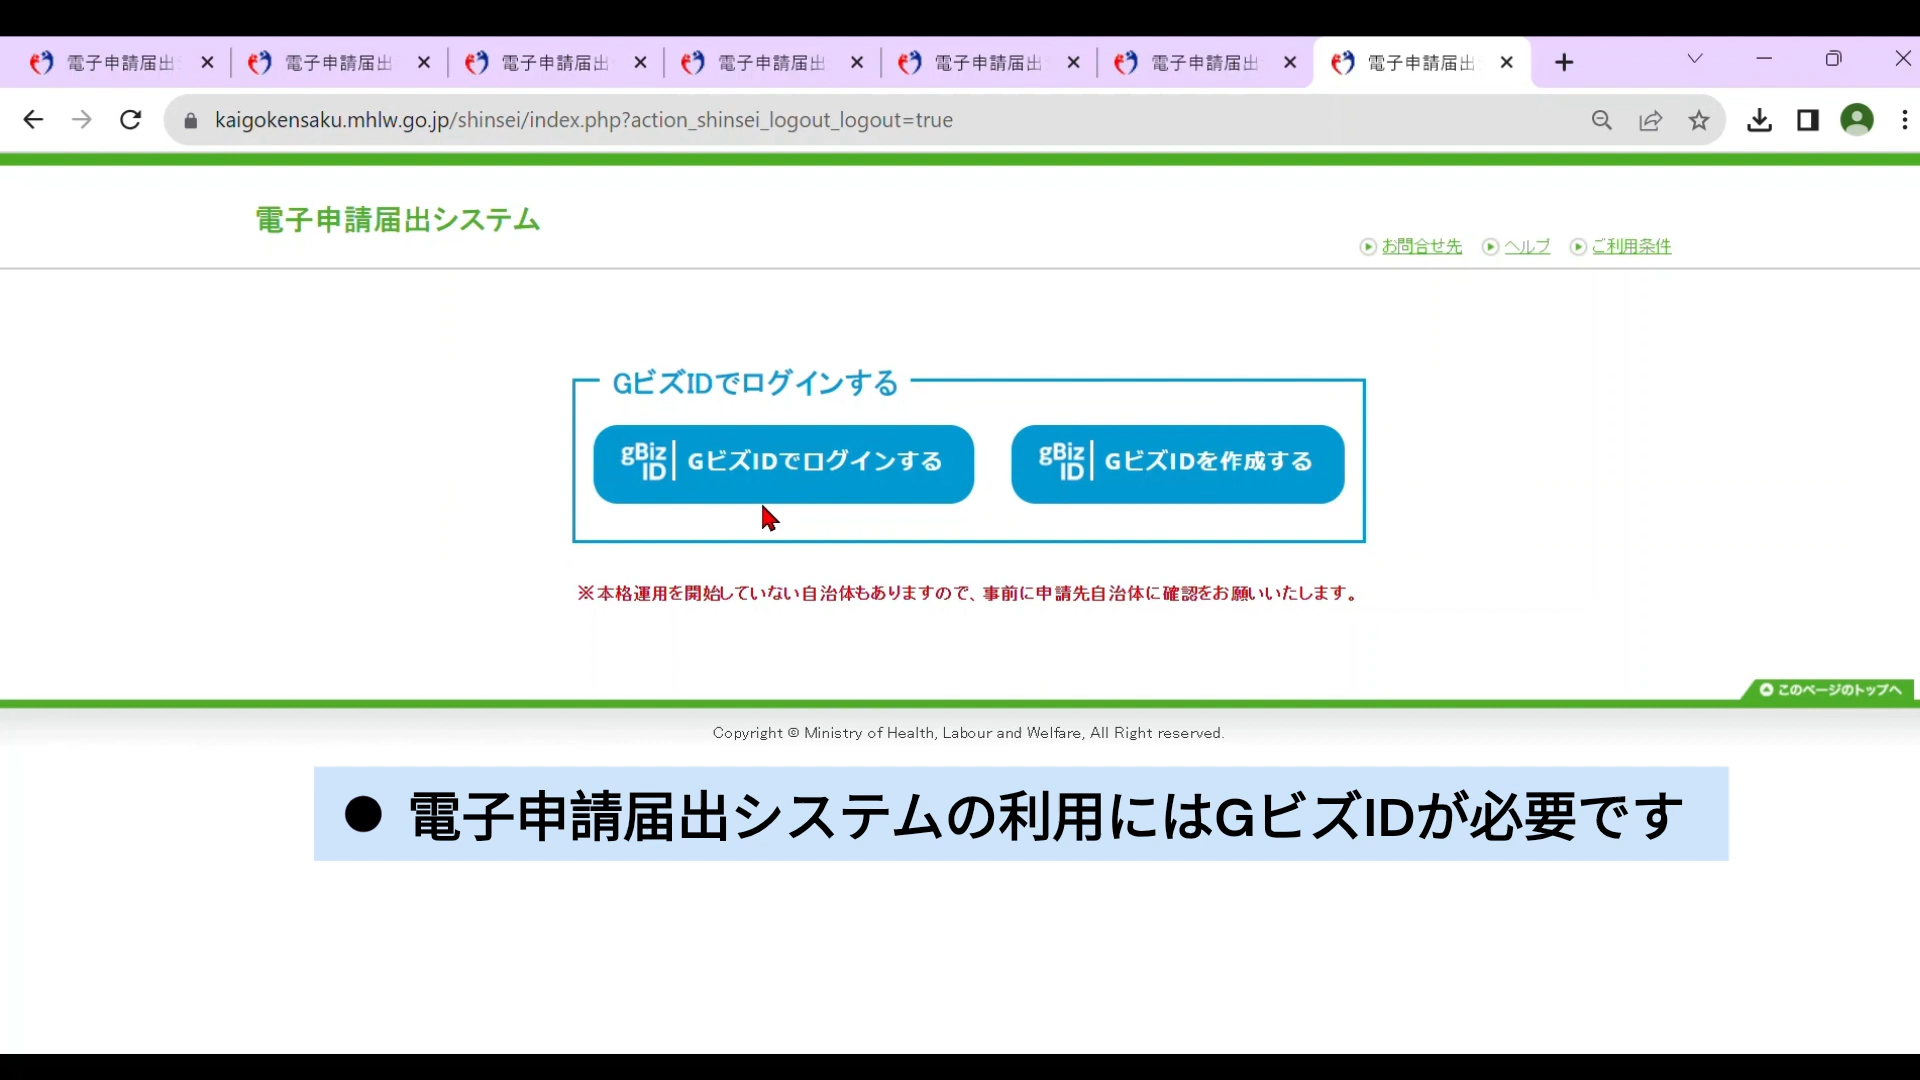 電子申請届出 電子申請届出 電子申請届出 電子申請届出 電子申請届出 電子申請届出 電子申請届出
kaigokensaku.mhlw.go.jp/shinsei/index.php?action_shinsei_logout_logout=true
電子申請届出システム
お問合せ先 ヘルプ ご利用条件
GビズIDでログインする
gBiz ID GビズIDでログインする gBiz ID GビズIDを作成する
※本格運用を開始していない自治体もありますので、事前に申請先自治体に確認をお願いいたします。
このページのトップへ
Copyright © Ministry of Health, Labour and Welfare, All Right reserved.
● 電子申請届出システムの利用にはGビズIDが必要です